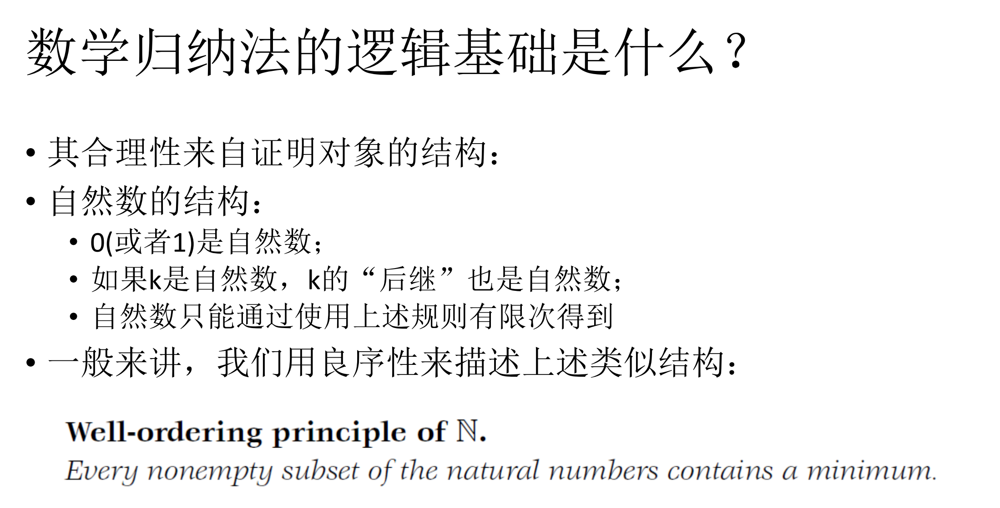 数学归纳法的逻辑基础是什么？
• 其合理性来自证明对象的结构：
• 自然数的结构：
• 0(或者1)是自然数；
• 如果k是自然数，k的“后继”也是自然数；
• 自然数只能通过使用上述规则有限次得到
• 一般来讲，我们用良序性来描述上述类似结构：
Well-ordering principle of ℕ.
Every nonempty subset of the natural numbers contains a minimum.